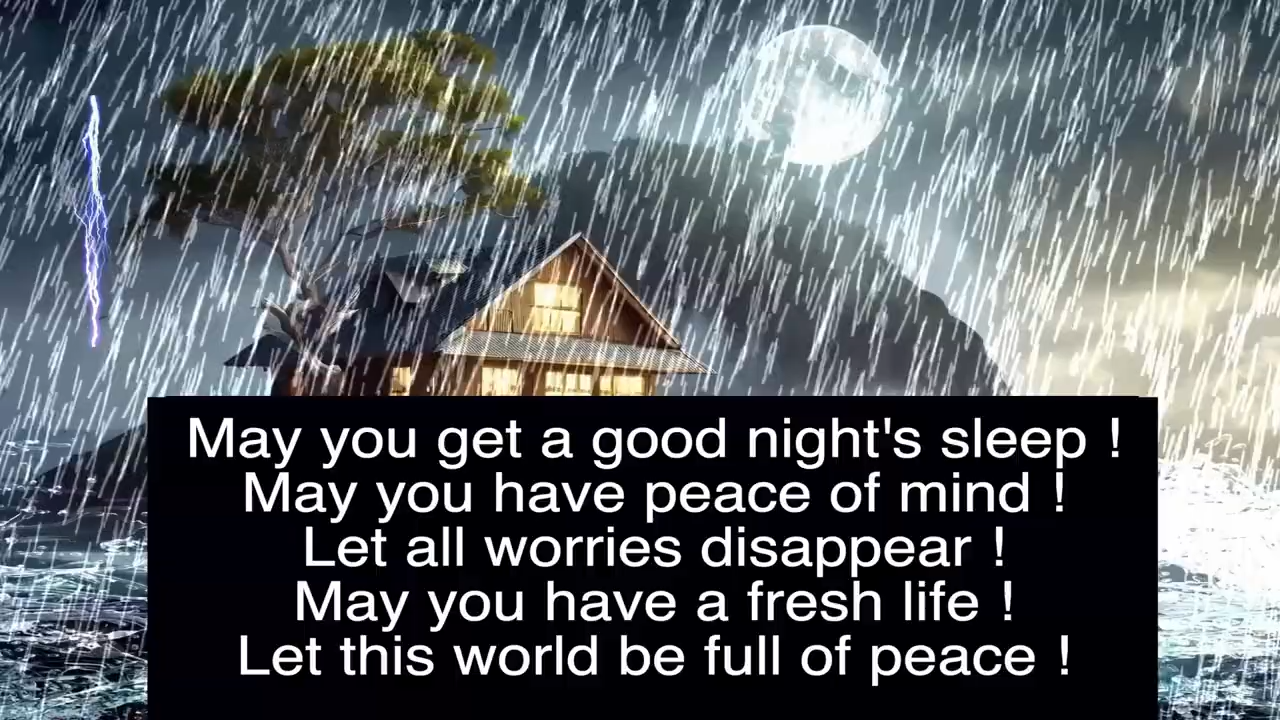 May you get a good night's sleep !
May you have peace of mind !
Let all worries disappear !
May you have a fresh life !
Let this world be full of peace !